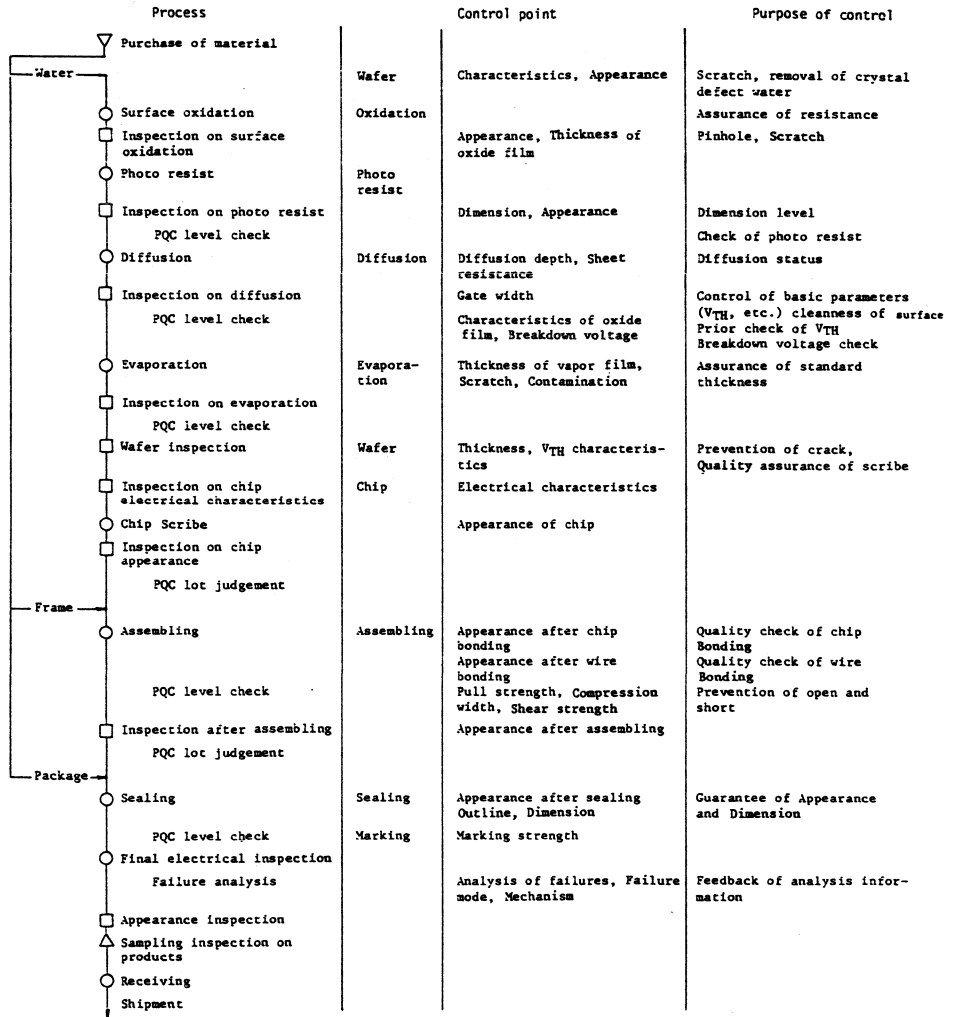 Process Control point Purpose of control
Purchase of material
Water Wafer Characteristics, Appearance Scratch, removal of crystal
defect water
Surface oxidation Oxidation Assurance of resistance
Inspection on surface Appearance, Thickness of Pinhole, Scratch
oxidation oxide film
Photo resist Photo
resist
Inspection on photo resist Dimension, Appearance Dimension level
PQC level check Check of photo resist
Diffusion Diffusion Diffusion depth, Sheet Diffusion status
resistance
Inspection on diffusion Gate width Control of basic parameters
(VTH, etc.) cleanness of surface
PQC level check Characteristics of oxide Prior check of VTH
film, Breakdown voltage Breakdown voltage check
Evaporation Evapora- Thickness of vapor film, Assurance of standard
tion Scratch, Contamination thickness
Inspection on evaporation
PQC level check
Wafer inspection Wafer Thickness, VTH characteris- Prevention of crack,
tics Quality assurance of scribe
Inspection on chip Chip Electrical characteristics
electrical characteristics
Chip Scribe Appearance of chip
Inspection on chip
appearance
PQC lot judgement
Frame
Assembling Assembling Appearance after chip Quality check of chip
bonding Bonding
Appearance after wire Quality check of wire
bonding Bonding
PQC level check Pull strength, Compression Prevention of open and
width, Shear strength short
Inspection after assembling Appearance after assembling
PQC lot judgement
Package
Sealing Sealing Appearance after sealing Guarantee of Appearance
Outline, Dimension and Dimension
PQC level check Marking Marking strength
Final electrical inspection
Failure analysis Analysis of failures, Failure Feedback of analysis infor-
mode, Mechanism mation
Appearance inspection
Sampling inspection on
products
Receiving
Shipment